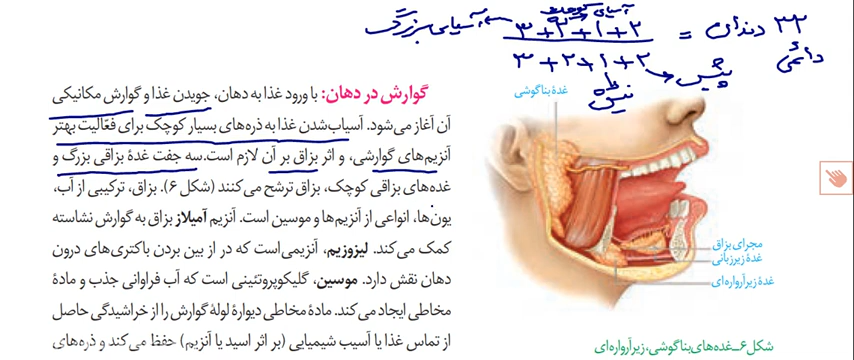 آسیای کوچک
۳۲ دندان = ۳+۲+۱+۲ ← آسیای بزرگ
دائمی
۳+۲+۱+۲ → پیش
نیش
گوارش در دهان: با ورود غذا به دهان، جویدن غذا و گوارش مکانیکی
آن آغاز می‌شود. آسیاب‌شدن غذا به ذره‌های بسیار کوچک برای فعّالیت بهتر
آنزیم‌های گوارشی، و اثر بزاق بر آن لازم است. سه جفت غدهٔ بزاقی بزرگ و
غده‌های بزاقی کوچک، بزاق ترشح می‌کنند (شکل ۶). بزاق، ترکیبی از آب،
یون‌ها، انواعی از آنزیم‌ها و موسین است. آنزیم آمیلاز بزاق به گوارش نشاسته
کمک می‌کند. لیزوزیم، آنزیمی است که در از بین بردن باکتری‌های درون
دهان نقش دارد. موسین، گلیکوپروتئینی است که آب فراوانی جذب و مادهٔ
مخاطی ایجاد می‌کند. مادهٔ مخاطی دیوارهٔ لولهٔ گوارش را از خراشیدگی حاصل
از تماس غذا یا آسیب شیمیایی (بر اثر اسید یا آنزیم) حفظ می‌کند و ذره‌های
غدهٔ بناگوشی
مجرای بزاق
غدهٔ زیرزبانی
غدهٔ زیرآرواره‌ای
شکل ۶ــ غده‌های بناگوشی، زیرآرواره‌ای